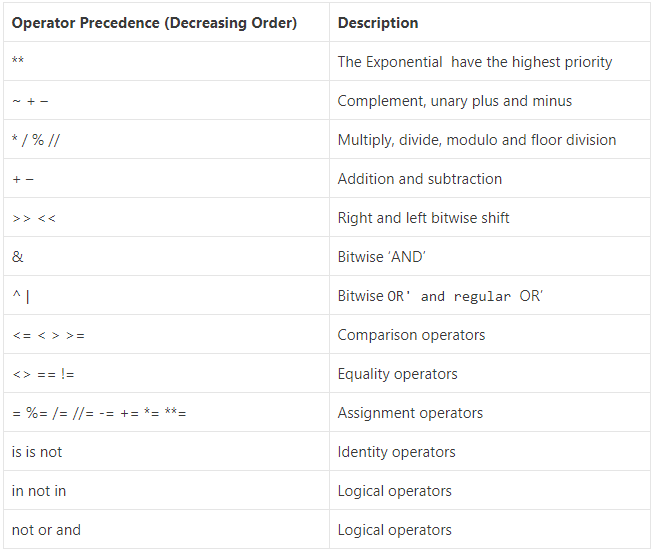 Operator Precedence (Decreasing Order) Description
** The Exponential have the highest priority
~ + – Complement, unary plus and minus
* / % // Multiply, divide, modulo and floor division
+ – Addition and subtraction
>> << Right and left bitwise shift
& Bitwise ‘AND’
^ | Bitwise OR' and regular OR’
<= < > >= Comparison operators
<> == != Equality operators
= %= /= //= -= += *= **= Assignment operators
is is not Identity operators
in not in Logical operators
not or and Logical operators